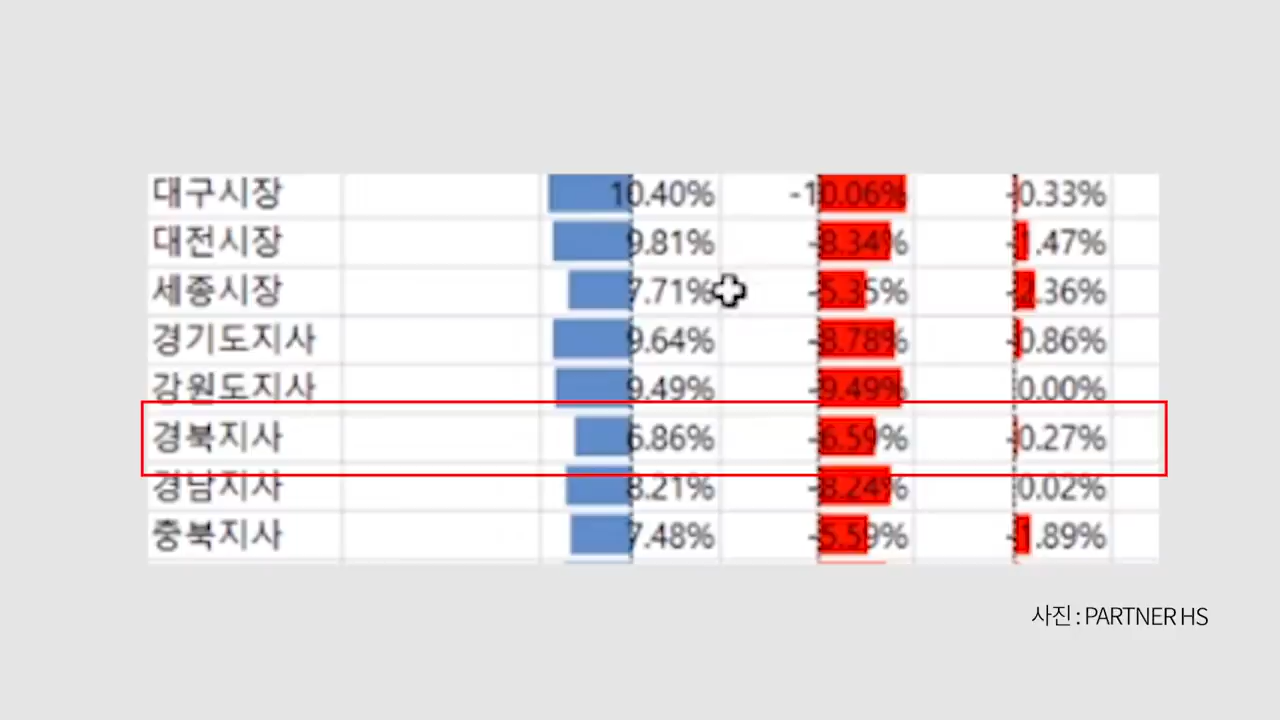 대구시장 10.40% -10.06% -0.33%
대전시장 9.81% -8.34% -1.47%
세종시장 7.71% -5.35% -2.36%
경기도지사 9.64% -8.78% -0.86%
강원도지사 9.49% -9.49% 0.00%
경북지사 6.86% -6.59% -0.27%
경남지사 8.21% -8.24% 0.02%
충북지사 7.48% -5.59% -1.89%
사진 : PARTNER HS